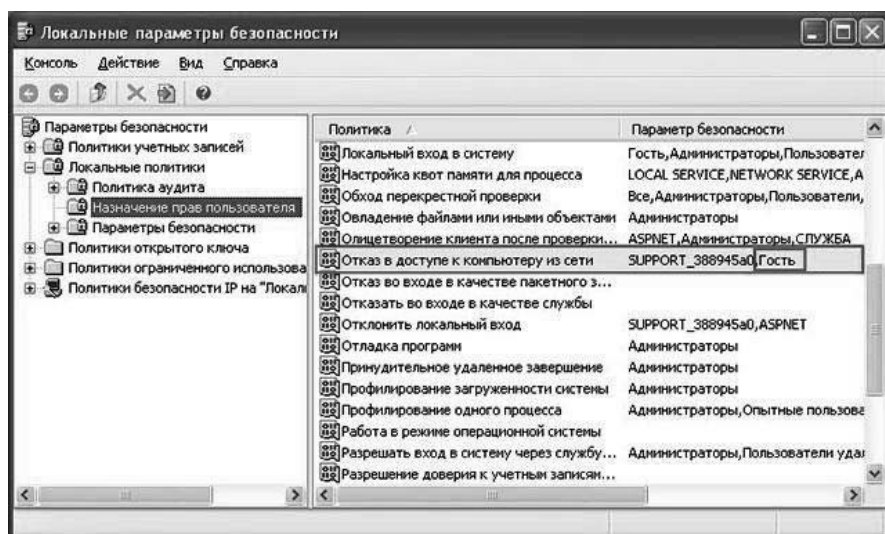 Локальные параметры безопасности
Консоль Действие Вид Справка
Параметры безопасности
Политики учетных записей
Локальные политики
Политика аудита
Назначение прав пользователя
Параметры безопасности
Политики открытого ключа
Политики ограниченного использова
Политики безопасности IP на "Локал
Политика Параметр безопасности
Локальный вход в систему Гость,Администраторы,Пользовател
Настройка квот памяти для процесса LOCAL SERVICE,NETWORK SERVICE,А
Обход перекрестной проверки Все,Администраторы,Пользователи,
Овладение файлами или иными объектами Администраторы
Олицетворение клиента после проверки... ASPNET,Администраторы,СЛУЖБА
Отказ в доступе к компьютеру из сети SUPPORT_388945a0,Гость
Отказ во входе в качестве пакетного з...
Отказать во входе в качестве службы
Отклонить локальный вход SUPPORT_388945a0,ASPNET
Отладка программ Администраторы
Принудительное удаленное завершение Администраторы
Профилирование загруженности системы Администраторы
Профилирование одного процесса Администраторы,Опытные пользова
Работа в режиме операционной системы
Разрешать вход в систему через службу... Администраторы,Пользователи удал
Разрешение доверия к учетным записям...